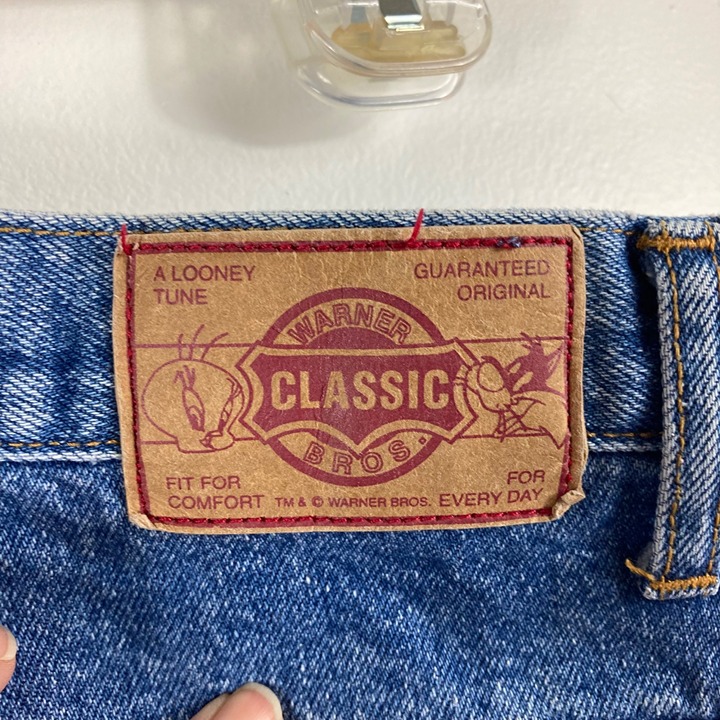 A LOONEY
TUNE
GUARANTEED
ORIGINAL
WARNER
CLASSIC
BROS.
FIT FOR
COMFORT
TM & © WARNER BROS.
FOR
EVERY DAY